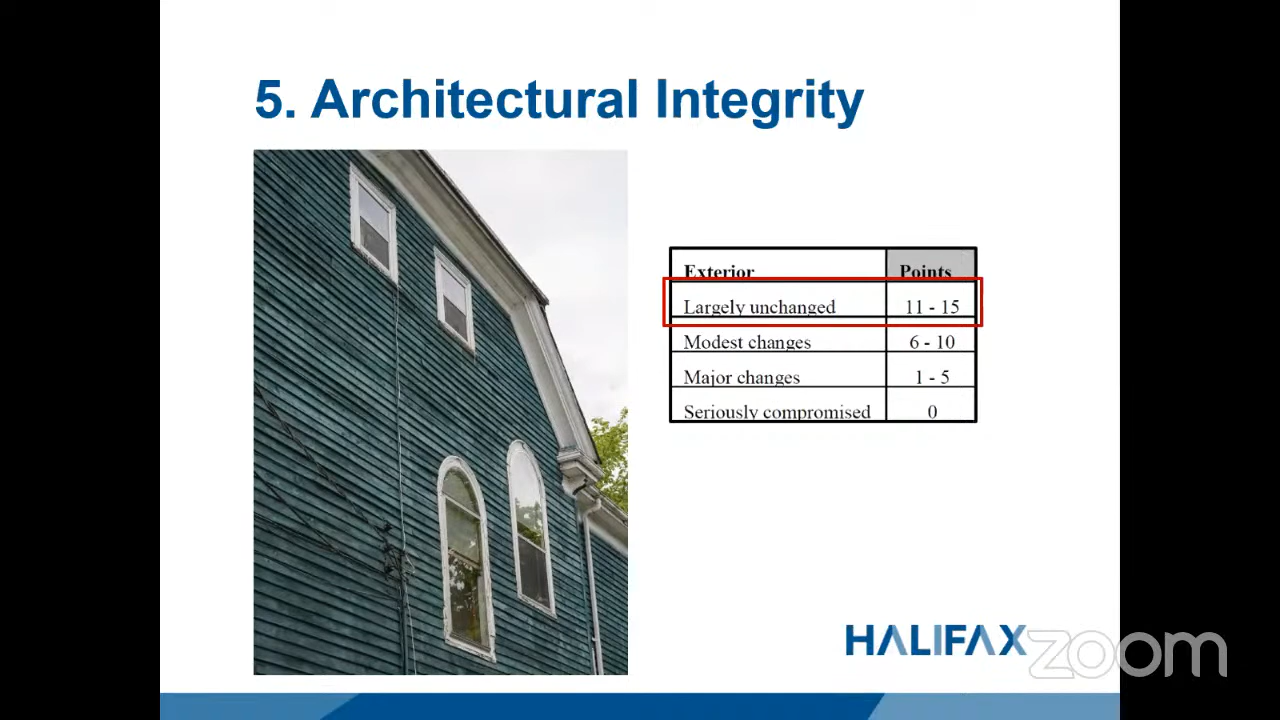 5. Architectural Integrity
Exterior Points
Largely unchanged 11 - 15
Modest changes 6 - 10
Major changes 1 - 5
Seriously compromised 0
HALIFAX
zoom